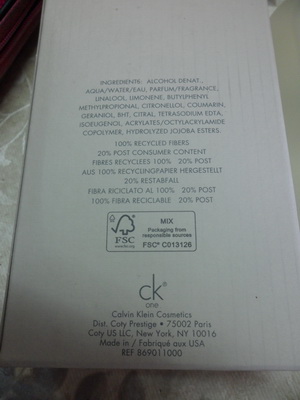 INGREDIENTS: ALCOHOL DENAT.,
AQUA/WATER/EAU, PARFUM/FRAGRANCE,
LINALOOL, LIMONENE, BUTYLPHENYL
METHYLPROPIONAL, CITRONELLOL, COUMARIN,
GERANIOL, BHT, CITRAL, TETRASODIUM EDTA,
ISOEUGENOL, ACRYLATES/OCTYLACRYLAMIDE
COPOLYMER, HYDROLYZED JOJOBA ESTERS.
100% RECYCLED FIBERS
20% POST CONSUMER CONTENT
FIBRES RECYCLEES 100% 20% POST
AUS 100% RECYCLINGPAPIER HERGESTELLT
20% RESTABFALL
FIBRA RICICLATO AL 100% 20% POST
100% FIBRA RECICLABLE 20% POST
FSC
MIX
Packaging from
responsible sources
FSC® C013126
ck
one
Calvin Klein Cosmetics
Dist. Coty Prestige • 75002 Paris
Coty US LLC, New York, NY 10016
Made in / Fabriqué aux USA
REF 869011000